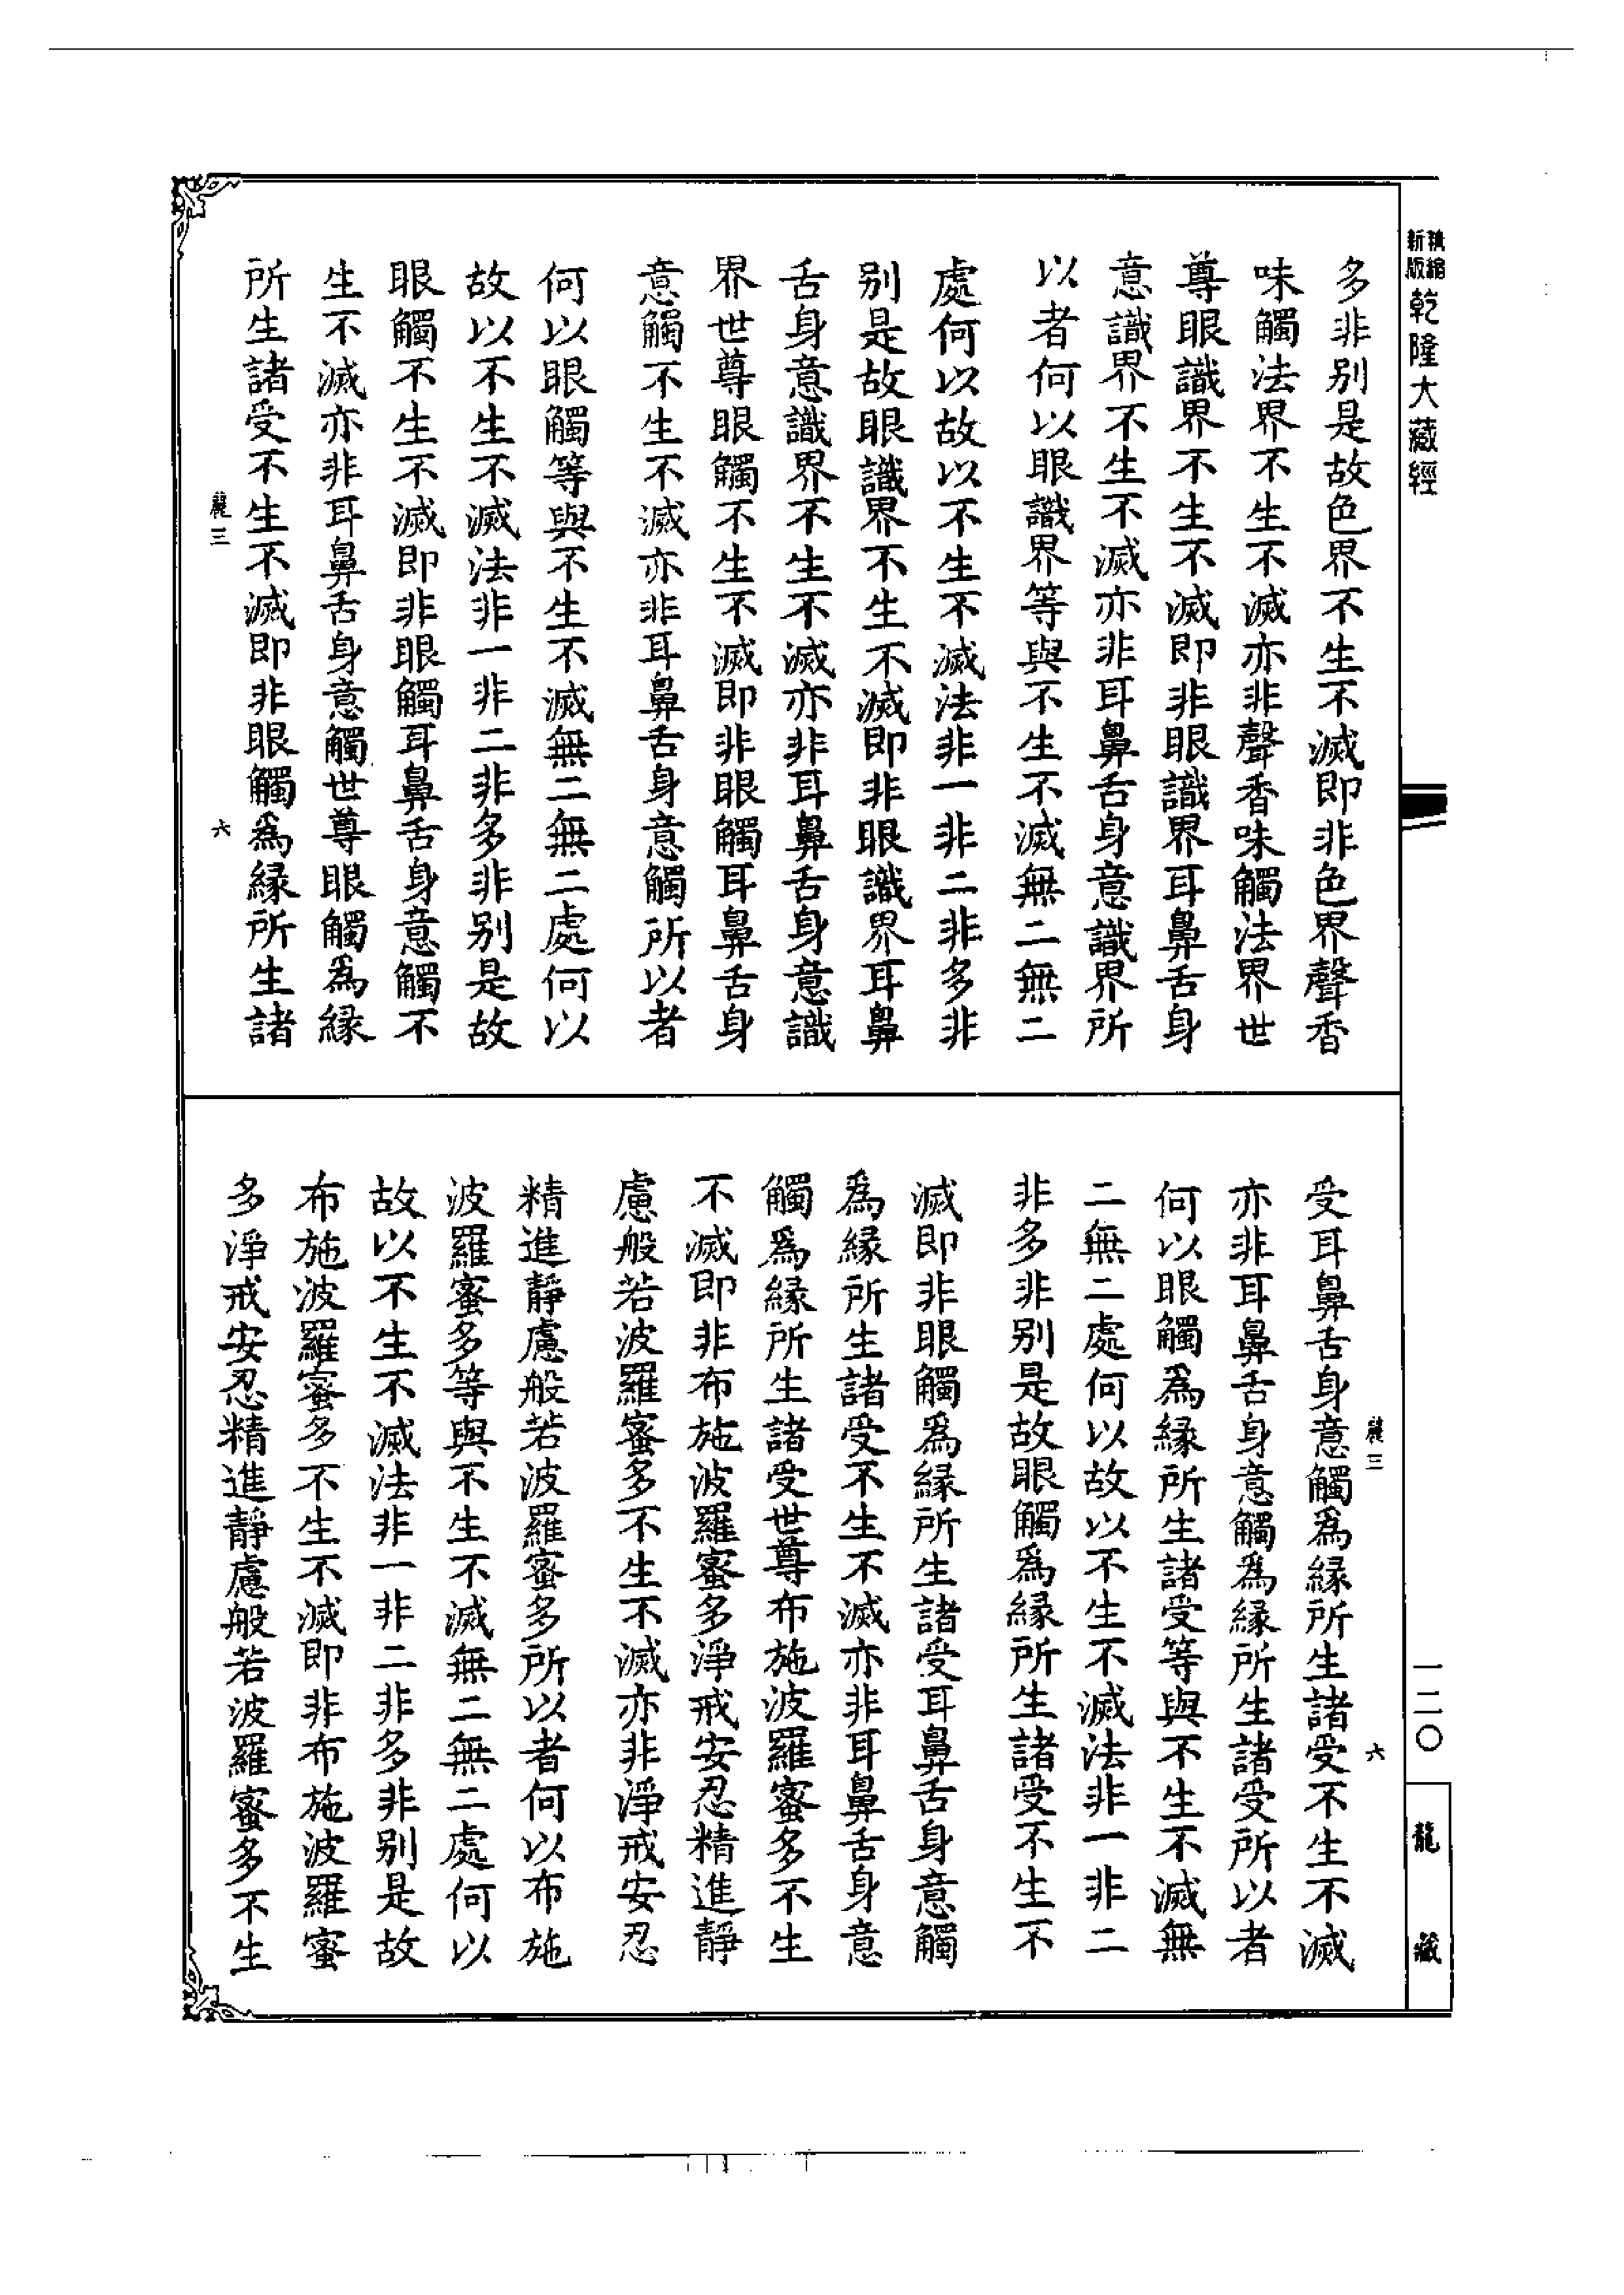 新版精縮乾隆大藏經
多非别是故色界不生不滅即非色界聲香
味觸法界不生不滅亦非聲香味觸法界世
尊眼識界不生不滅即非眼識界耳鼻舌身
意識界不生不滅亦非耳鼻舌身意識界所
以者何以眼識界等與不生不滅無二無二
處何以故以不生不滅法非一非二非多非
别是故眼識界不生不滅即非眼識界耳鼻
舌身意識界不生不滅亦非耳鼻舌身意識
界世尊眼觸不生不滅即非眼觸耳鼻舌身
意觸不生不滅亦非耳鼻舌身意觸所以者
何以眼觸等與不生不滅無二無二處何以
故以不生不滅法非一非二非多非别是故
眼觸不生不滅即非眼觸耳鼻舌身意觸不
生不滅亦非耳鼻舌身意觸世尊眼觸爲縁
所生諸受不生不滅即非眼觸爲縁所生諸
麗三 六
麗三 六
受耳鼻舌身意觸爲縁所生諸受不生不滅
亦非耳鼻舌身意觸爲縁所生諸受所以者
何以眼觸爲縁所生諸受等與不生不滅無
二無二處何以故以不生不滅法非一非二
非多非别是故眼觸爲縁所生諸受不生不
滅即非眼觸爲縁所生諸受耳鼻舌身意觸
爲縁所生諸受不生不滅亦非耳鼻舌身意
觸爲縁所生諸受世尊布施波羅蜜多不生
不滅即非布施波羅蜜多淨戒安忍精進靜
慮般若波羅蜜多不生不滅亦非淨戒安忍
精進靜慮般若波羅蜜多所以者何以布施
波羅蜜多等與不生不滅無二無二處何以
故以不生不滅法非一非二非多非别是故
布施波羅蜜多不生不滅即非布施波羅蜜
多淨戒安忍精進靜慮般若波羅蜜多不生
一二〇
龍藏